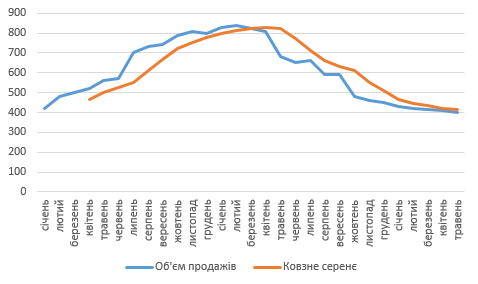 900
800
700
600
500
400
300
200
100
0
січень
лютий
березень
квітень
травень
червень
липень
серпень
вересень
жовтень
листопад
грудень
січень
лютий
березень
квітень
травень
червень
липень
серпень
вересень
жовтень
листопад
грудень
січень
лютий
березень
квітень
травень
Об'єм продажів
Ковзне серенє